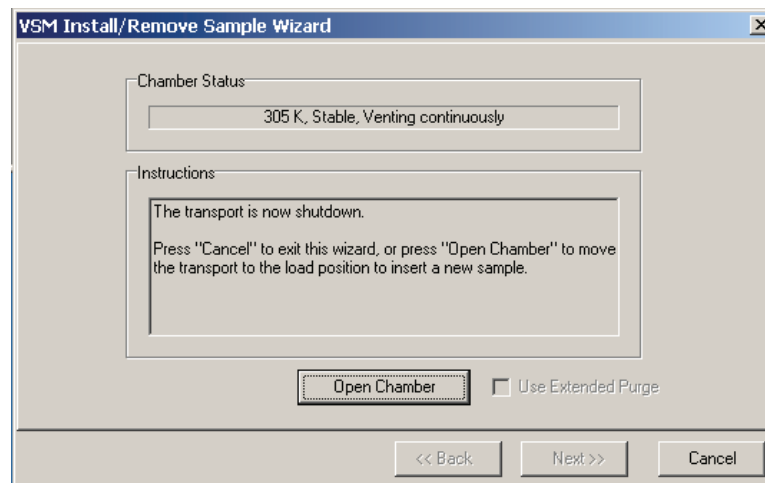 VSM Install/Remove Sample Wizard
Chamber Status
305 K, Stable, Venting continuously
Instructions
The transport is now shutdown.
Press "Cancel" to exit this wizard, or press "Open Chamber" to move
the transport to the load position to insert a new sample.
Open Chamber
Use Extended Purge
<< Back
Next >>
Cancel